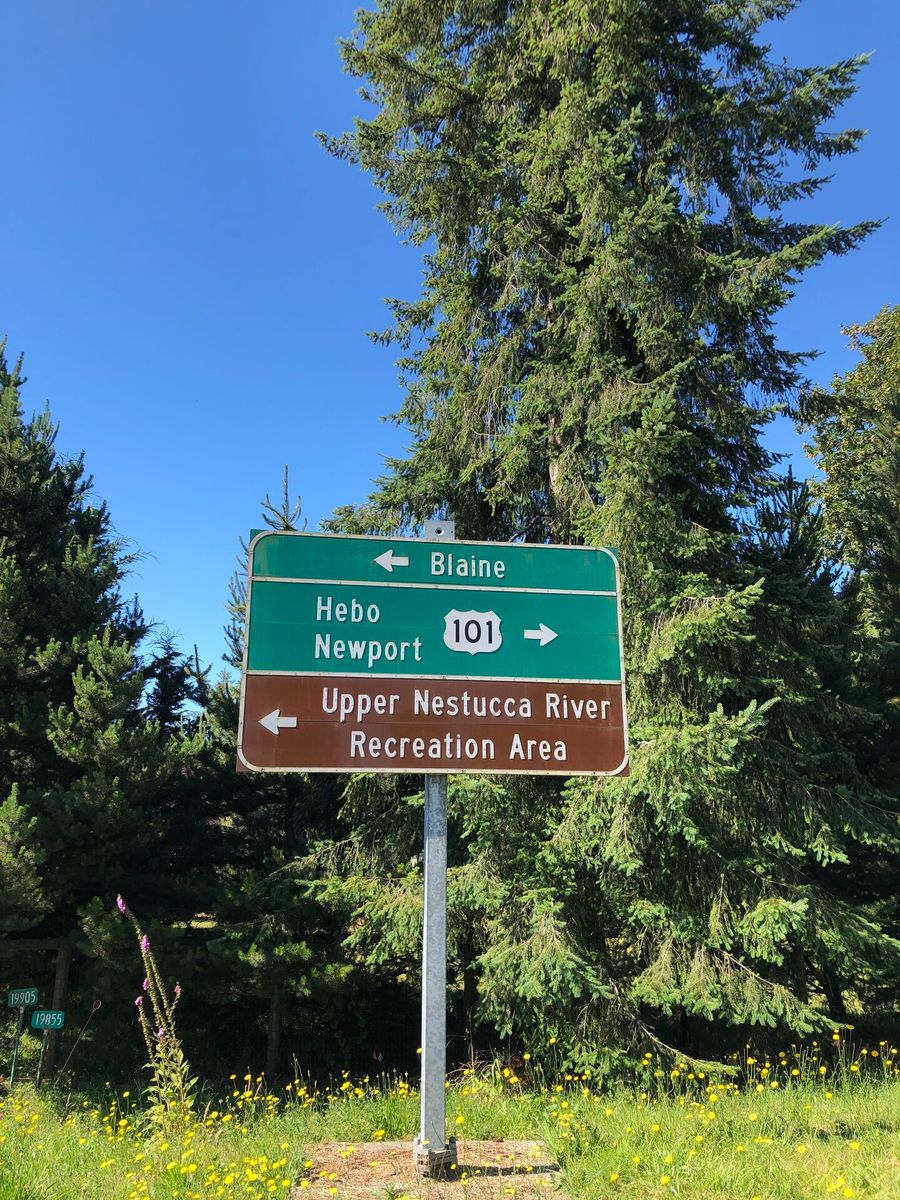 Blaine
Hebo
Newport
101
Upper Nestucca River
Recreation Area
19905
19855